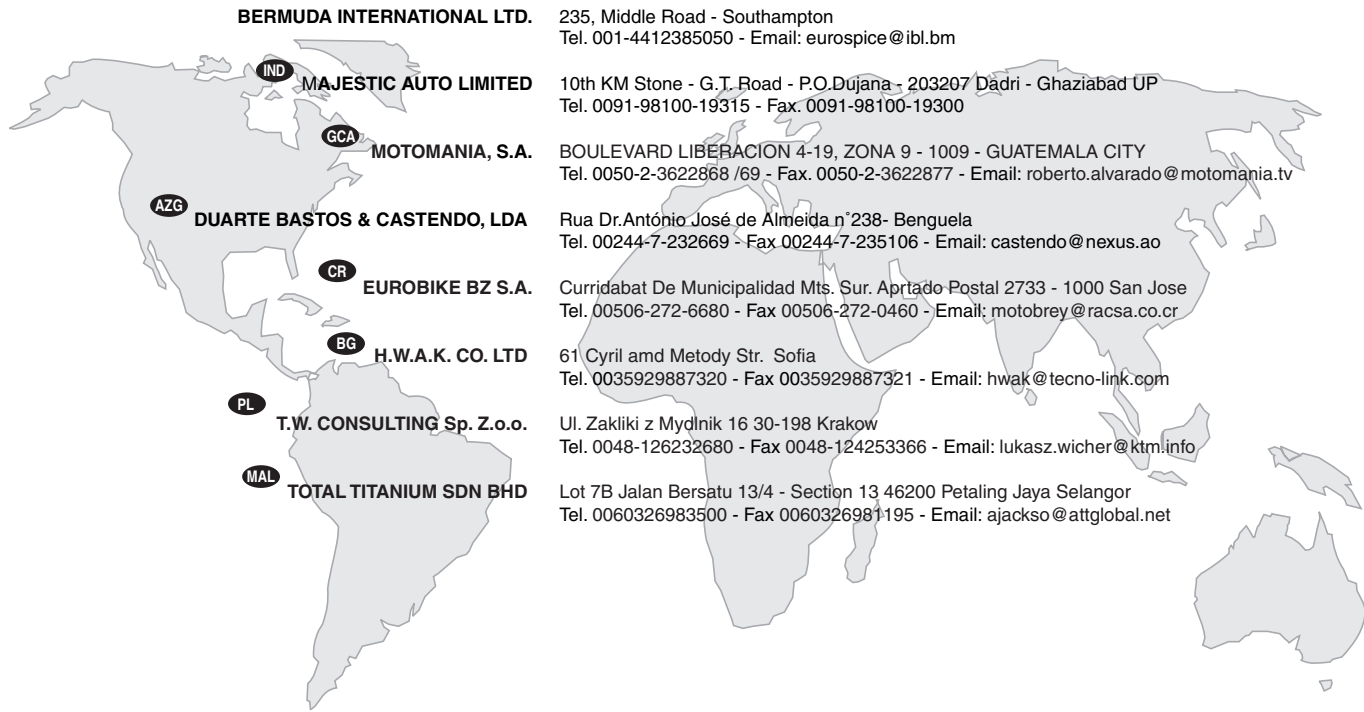 BERMUDA INTERNATIONAL LTD. 235, Middle Road - Southampton
Tel. 001-4412385050 - Email: eurospice@ibl.bm
IND
MAJESTIC AUTO LIMITED 10th KM Stone - G.T. Road - P.O.Dujana - 203207 Dadri - Ghaziabad UP
Tel. 0091-98100-19315 - Fax. 0091-98100-19300
GCA
MOTOMANIA, S.A. BOULEVARD LIBERACION 4-19, ZONA 9 - 1009 - GUATEMALA CITY
Tel. 0050-2-3622868 /69 - Fax. 0050-2-3622877 - Email: roberto.alvarado@motomania.tv
AZG
DUARTE BASTOS & CASTENDO, LDA Rua Dr.António José de Almeida n°238- Benguela
Tel. 00244-7-232669 - Fax 00244-7-235106 - Email: castendo@nexus.ao
CR
EUROBIKE BZ S.A. Curridabat De Municipalidad Mts. Sur. Aprtado Postal 2733 - 1000 San Jose
Tel. 00506-272-6680 - Fax 00506-272-0460 - Email: motobrey@racsa.co.cr
BG
H.W.A.K. CO. LTD 61 Cyril amd Metody Str. Sofia
Tel. 0035929887320 - Fax 0035929887321 - Email: hwak@tecno-link.com
PL
T.W. CONSULTING Sp. Z.o.o. Ul. Zakliki z Mydlnik 16 30-198 Krakow
Tel. 0048-126232680 - Fax 0048-124253366 - Email: lukasz.wicher@ktm.info
MAL
TOTAL TITANIUM SDN BHD Lot 7B Jalan Bersatu 13/4 - Section 13 46200 Petaling Jaya Selangor
Tel. 0060326983500 - Fax 0060326981195 - Email: ajackso@attglobal.net